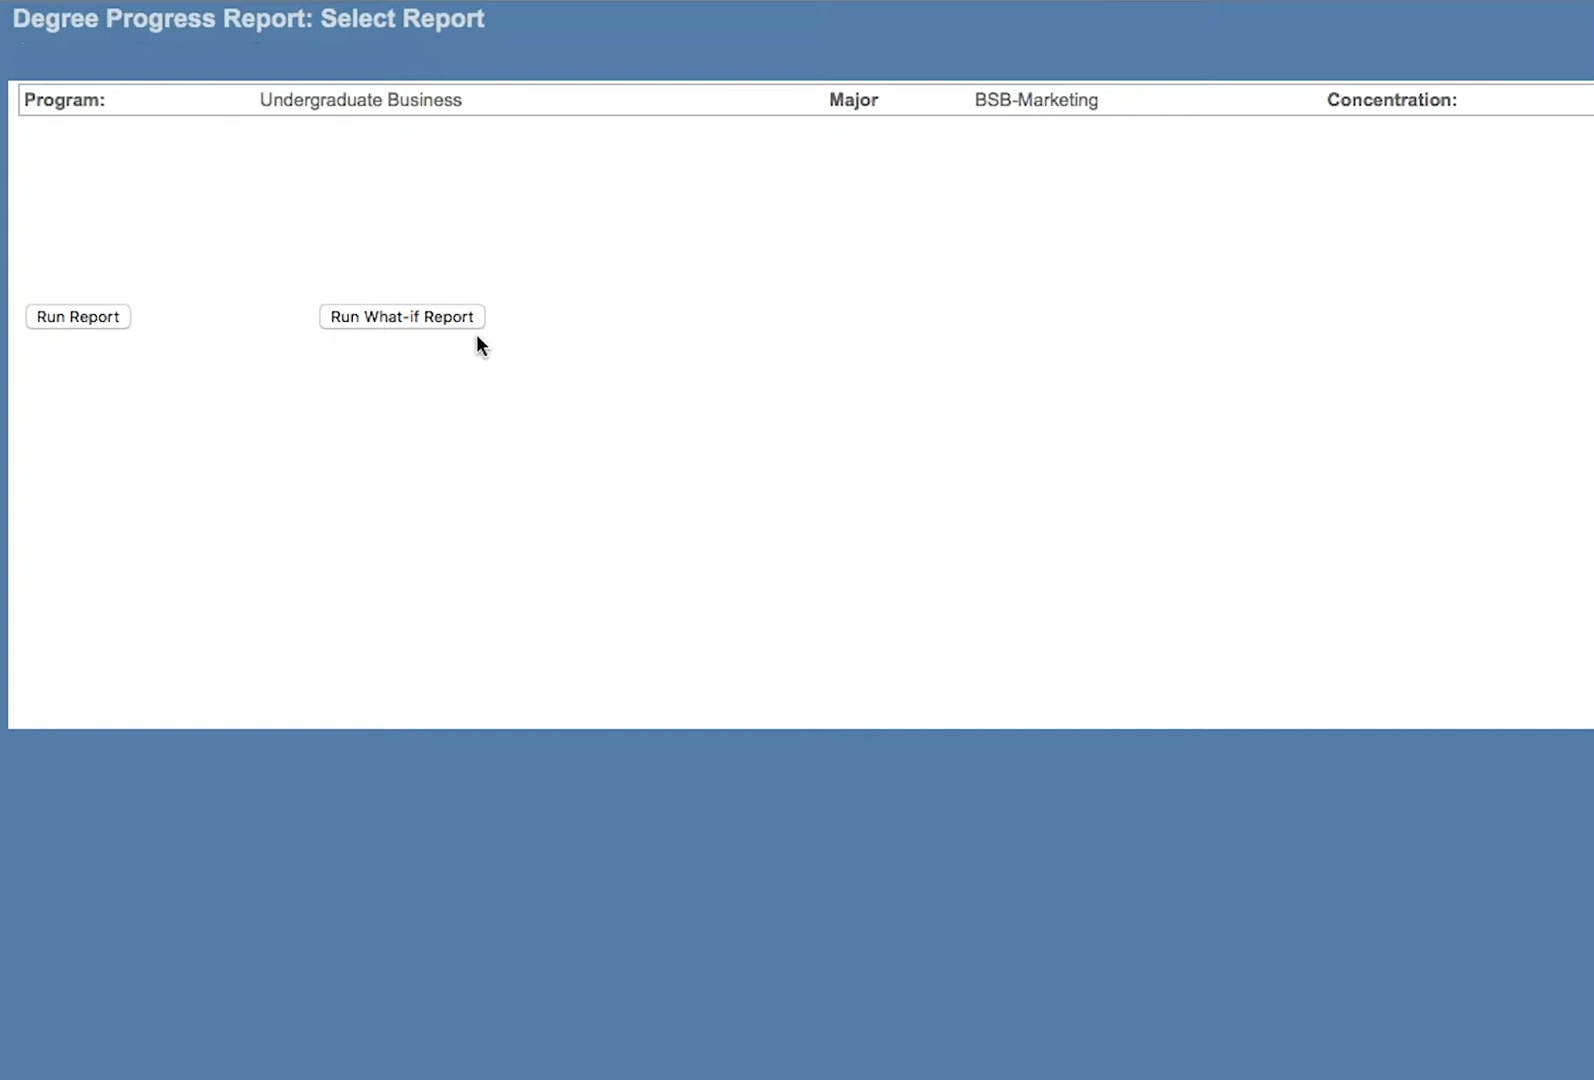 Degree Progress Report: Select Report
Program: Undergraduate Business Major BSB-Marketing Concentration:
Run Report Run What-if Report